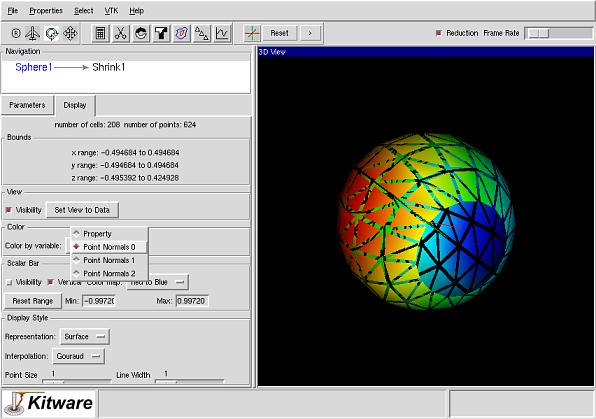 File Properties Select VTK Help
R Reset > Reduction Frame Rate
Navigation
3D View
Sphere1 Shrink1
Parameters Display
number of cells: 208 number of points: 624
Bounds
x range: -0.494684 to 0.494684
y range: -0.494684 to 0.494684
z range: -0.495392 to 0.424928
View
Visibility Set View to Data
Color
Property
Color by variable: Point Normals 0
Point Normals 1
Scalar Bar
Point Normals 2
Visibility Vertical Color map: Red to Blue
Reset Range Min: -0.99720 Max: 0.99720
Display Style
Representation: Surface
Interpolation: Gouraud
Point Size 1 Line Width 1
Kitware